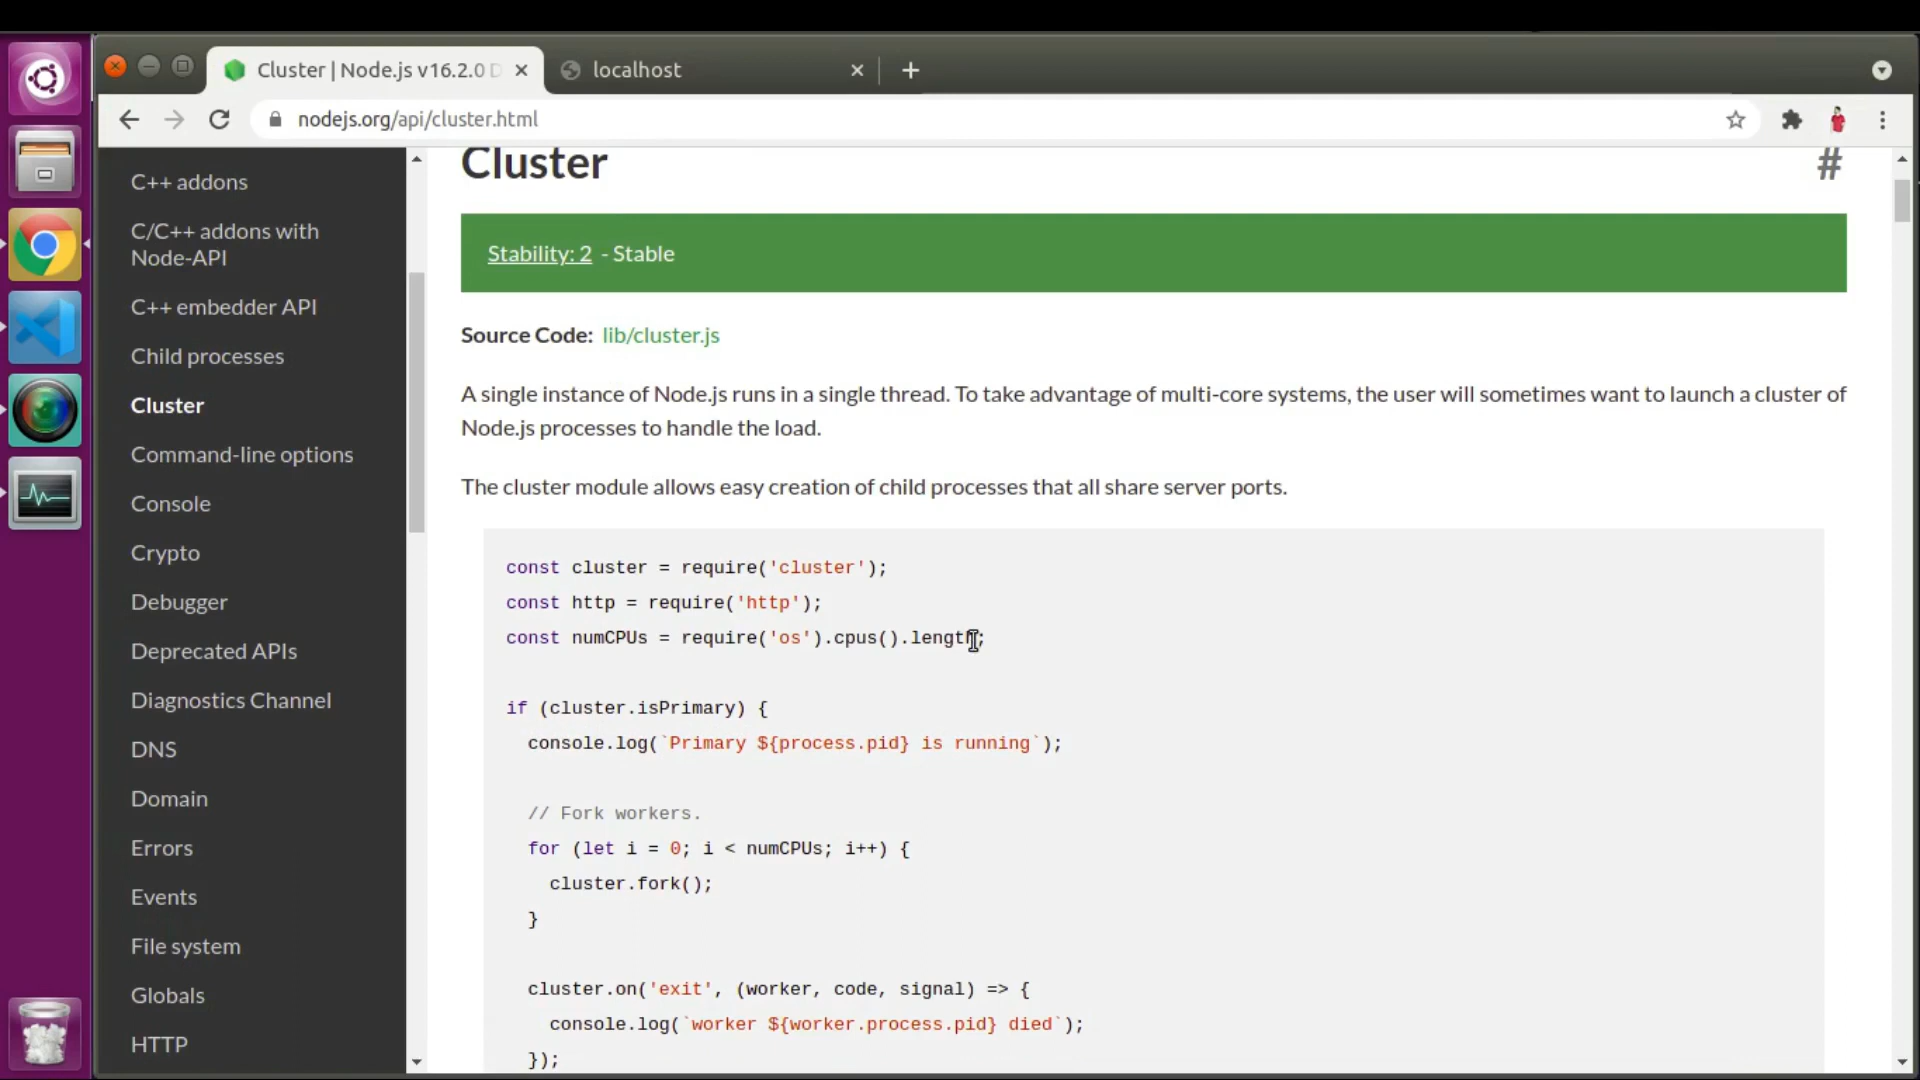 Cluster | Node.js v16.2.0 D
localhost
nodejs.org/api/cluster.html
C++ addons
C/C++ addons with
Node-API
C++ embedder API
Child processes
Cluster
Command-line options
Console
Crypto
Debugger
Deprecated APIs
Diagnostics Channel
DNS
Domain
Errors
Events
File system
Globals
HTTP
Cluster
#
Stability: 2 - Stable
Source Code: lib/cluster.js
A single instance of Node.js runs in a single thread. To take advantage of multi-core systems, the user will sometimes want to launch a cluster of
Node.js processes to handle the load.
The cluster module allows easy creation of child processes that all share server ports.
const cluster = require('cluster');
const http = require('http');
const numCPUs = require('os').cpus().length;
if (cluster.isPrimary) {
console.log(`Primary ${process.pid} is running`);
// Fork workers.
for (let i = 0; i < numCPUs; i++) {
cluster.fork();
}
cluster.on('exit', (worker, code, signal) => {
console.log(`worker ${worker.process.pid} died`);
});